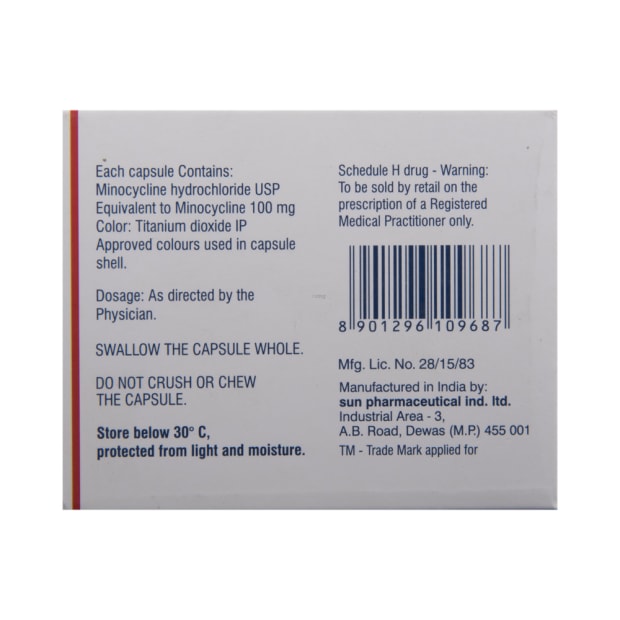 Each capsule Contains:
Minocycline hydrochloride USP
Equivalent to Minocycline 100 mg
Color: Titanium dioxide IP
Approved colours used in capsule
shell.
Dosage: As directed by the
Physician.
SWALLOW THE CAPSULE WHOLE.
DO NOT CRUSH OR CHEW
THE CAPSULE.
Store below 30° C,
protected from light and moisture.
Schedule H drug - Warning:
To be sold by retail on the
prescription of a Registered
Medical Practitioner only.
8 901296 109687
Mfg. Lic. No. 28/15/83
Manufactured in India by:
sun pharmaceutical ind. ltd.
Industrial Area - 3,
A.B. Road, Dewas (M.P.) 455 001
TM - Trade Mark applied for